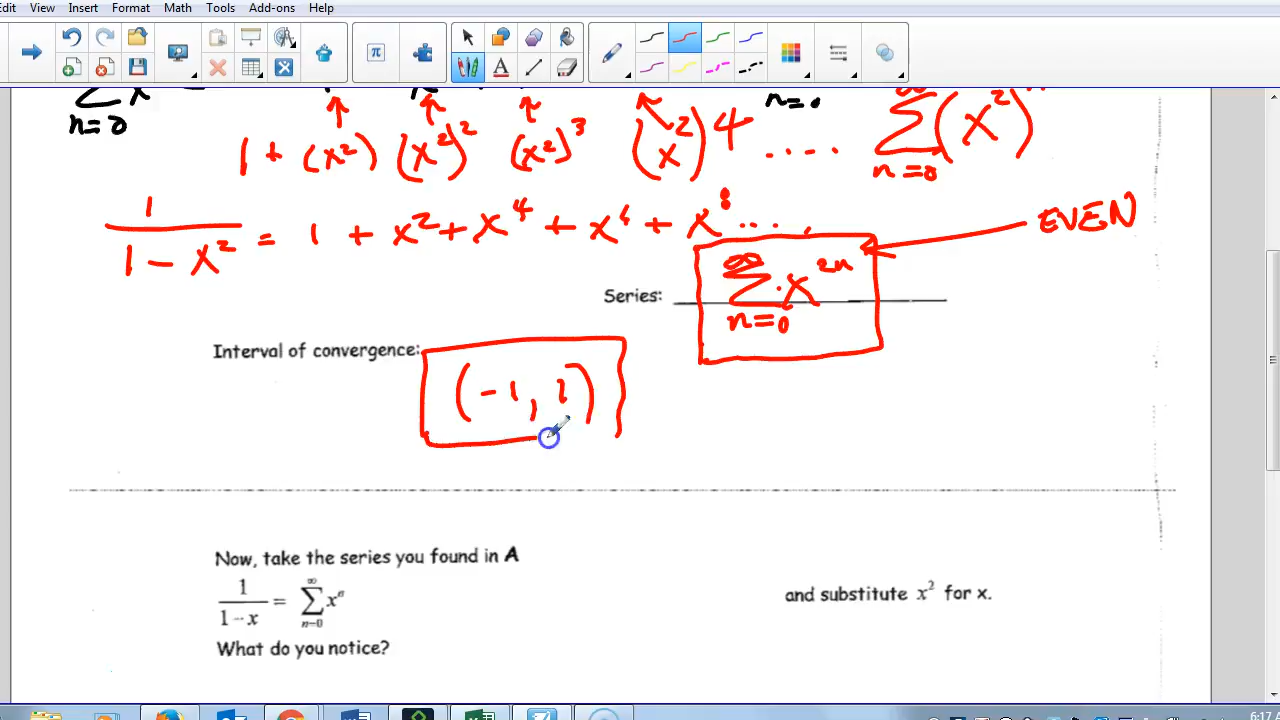 Edit View Insert Format Math Tools Actions Help
n=0
n=0
1 + (x²) (x²)² (x²)³ (x²)4 .... ∑ n=0 (x²)
1/(1-x²) = 1 + x² + x⁴ + x⁶ + x⁸ ....
EVEN
Series: ∞ ∑ n=0 x²ⁿ
Interval of convergence: (-1, 1)
Now, take the series you found in A
1/(1-x) = ∞ ∑ n=0 xⁿ and substitute x² for x.
What do you notice?